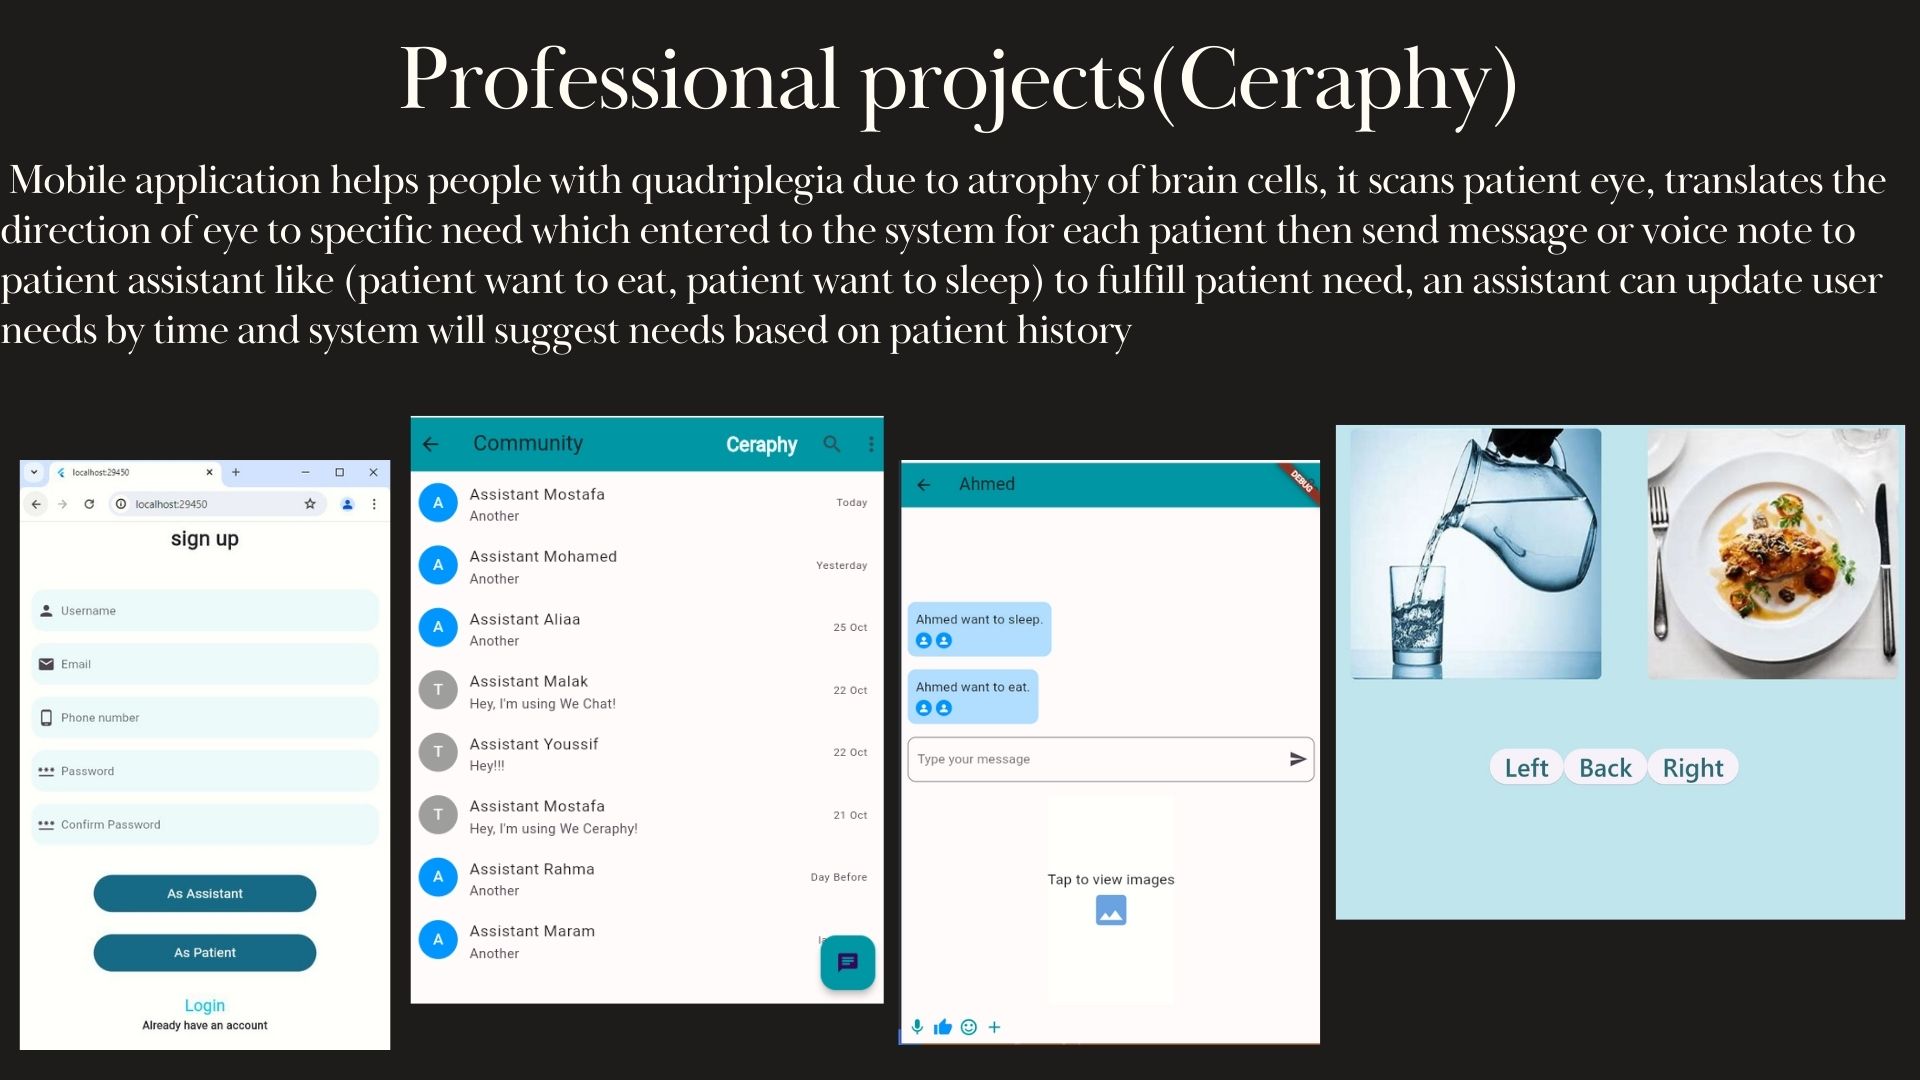 Professional projects(Ceraphy)
Mobile application helps people with quadriplegia due to atrophy of brain cells, it scans patient eye, translates the
direction of eye to specific need which entered to the system for each patient then send message or voice note to
patient assistant like (patient want to eat, patient want to sleep) to fulfill patient need, an assistant can update user
needs by time and system will suggest needs based on patient history
localhost:29450
localhost:29450
sign up
Username
Email
Phone number
Password
Confirm Password
As Assistant
As Patient
Login
Already have an account
Community Ceraphy
A Assistant Mostafa Today
Another
A Assistant Mohamed Yesterday
Another
A Assistant Aliaa 25 Oct
Another
T Assistant Malak 22 Oct
Hey, I'm using We Chat!
T Assistant Youssif 22 Oct
Hey!!!
T Assistant Mostafa 21 Oct
Hey, I'm using We Ceraphy!
A Assistant Rahma Day Before
Another
A Assistant Maram
Another
Ahmed
DEBUG
Ahmed want to sleep.
Ahmed want to eat.
Type your message
Tap to view images
Left Back Right